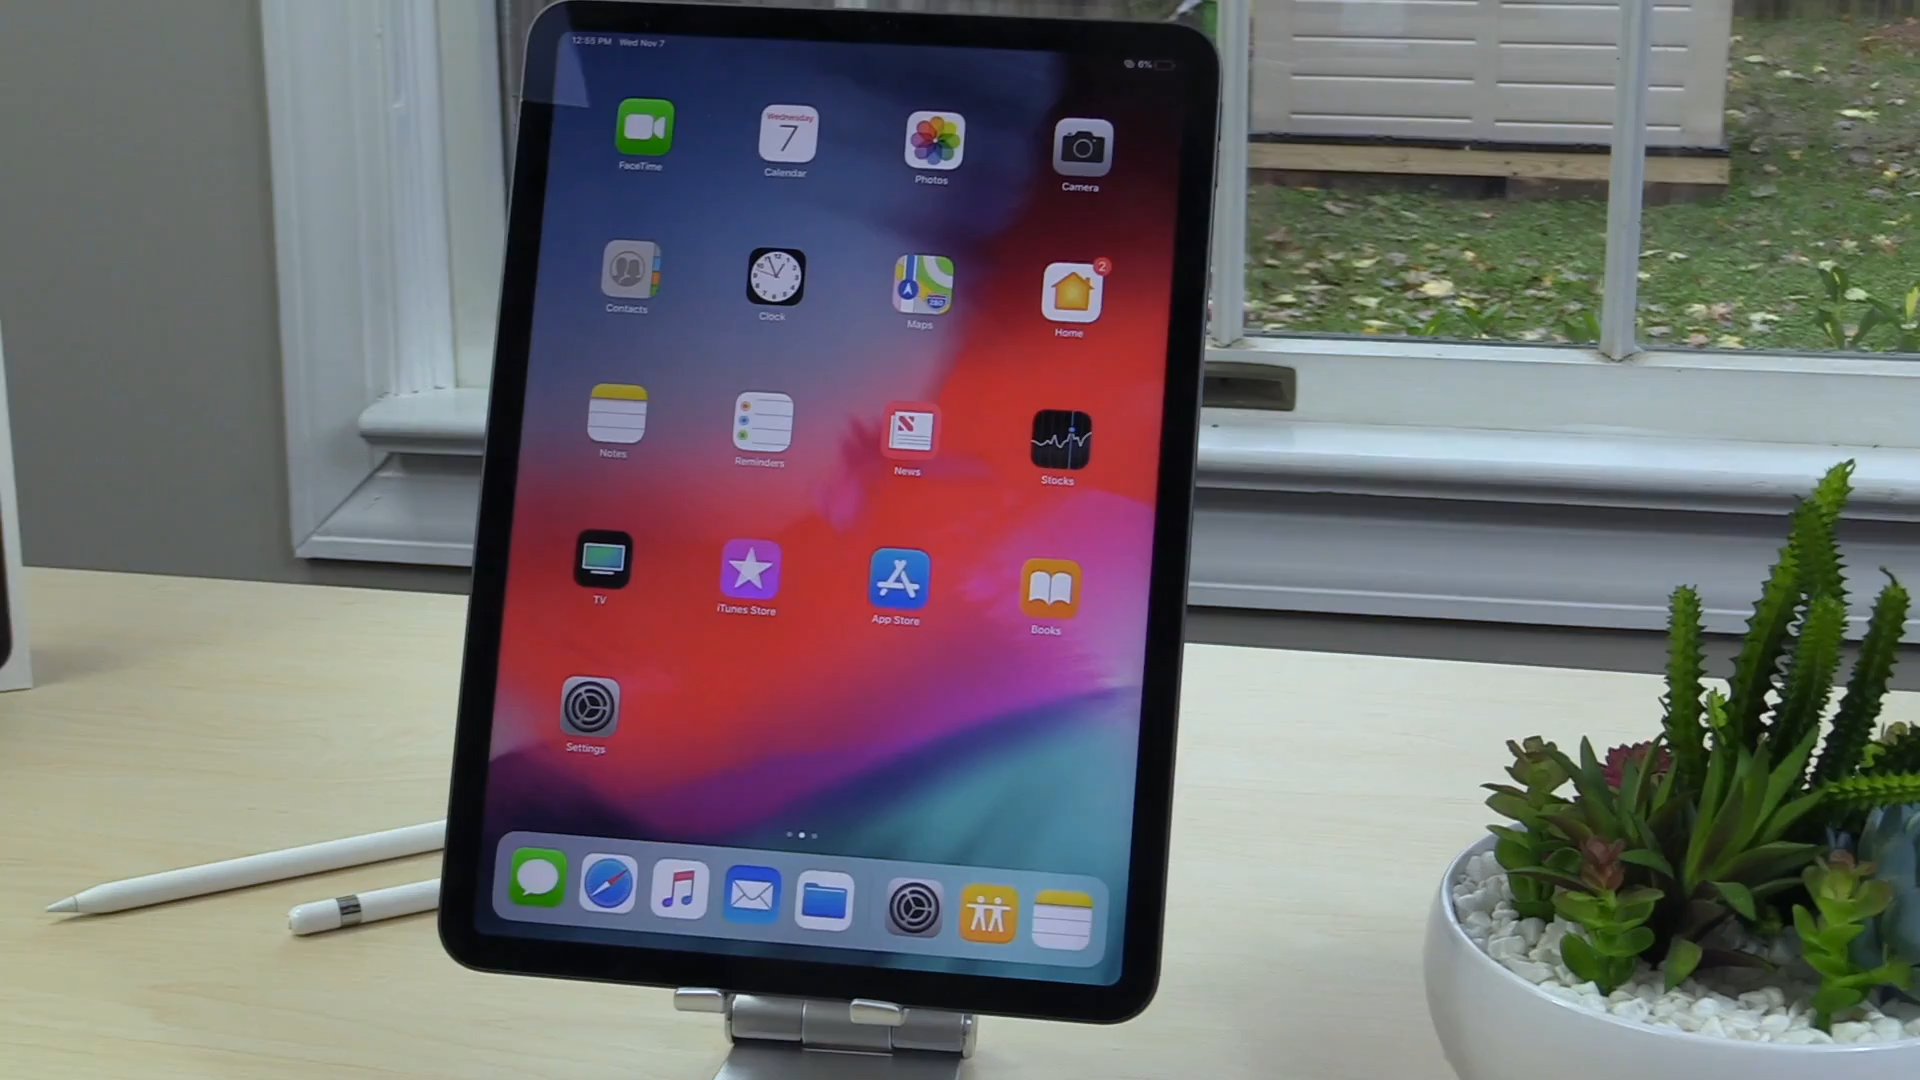 12:55 PM Wed Nov 7
6%
FaceTime
Wednesday
7
Calendar
Photos
Camera
Contacts
Clock
280
Maps
2
Home
Notes
Reminders
News
Stocks
TV
iTunes Store
App Store
Books
Settings